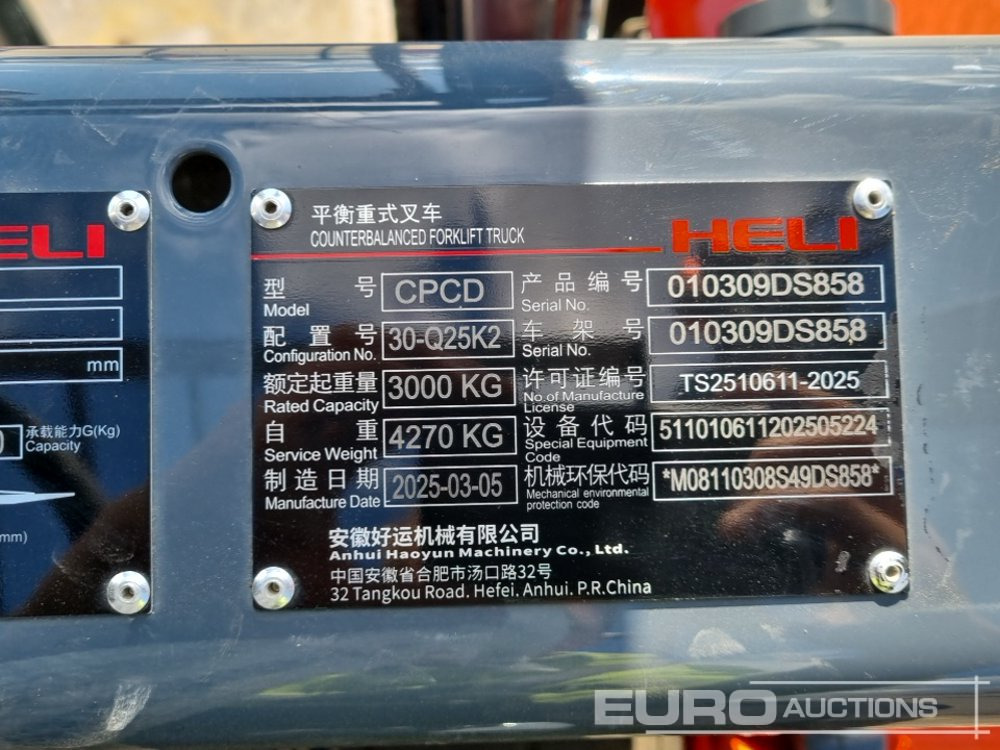 ELI
mm
承载能力G(Kg)
Capacity
mm)
平衡重式叉车
COUNTERBALANCED FORKLIFT TRUCK
HELI
型 号 CPCD 产品编号 010309DS858
Model Serial No.
配置号 30-Q25K2 车架号 010309DS858
Configuration No. Serial No.
额定起重量 3000 KG 许可证编号 TS2510611-2025
Rated Capacity No.of Manufacture License
自 重 4270 KG 设备代码 511010611202505224
Service Weight Special Equipment Code
制造日期 2025-03-05 机械环保代码 *M08110308S49DS858*
Manufacture Date Mechanical environmental protection code
安徽好运机械有限公司
Anhui Haoyun Machinery Co., Ltd.
中国安徽省合肥市汤口路32号
32 Tangkou Road. Hefei. Anhui. P.R.China
EURO AUCTIONS